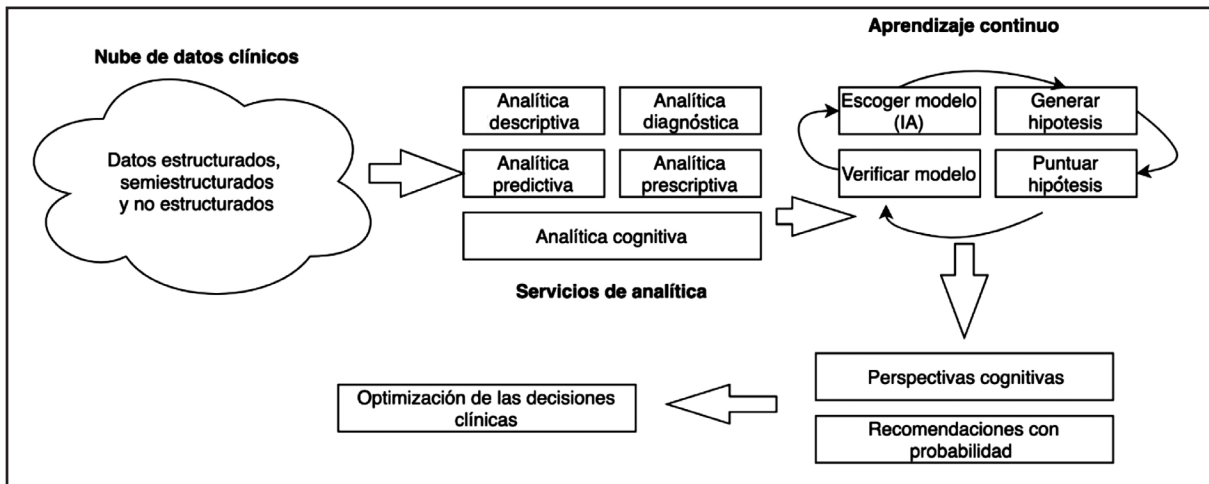 Nube de datos clínicos
Datos estructurados,
semiestructurados
y no estructurados
Analítica
descriptiva
Analítica
diagnóstica
Analítica
predictiva
Analítica
prescriptiva
Analítica cognitiva
Servicios de analítica
Aprendizaje continuo
Escoger modelo
(IA)
Generar
hipotesis
Verificar modelo
Puntuar
hipótesis
Perspectivas cognitivas
Recomendaciones con
probabilidad
Optimización de las decisiones
clínicas